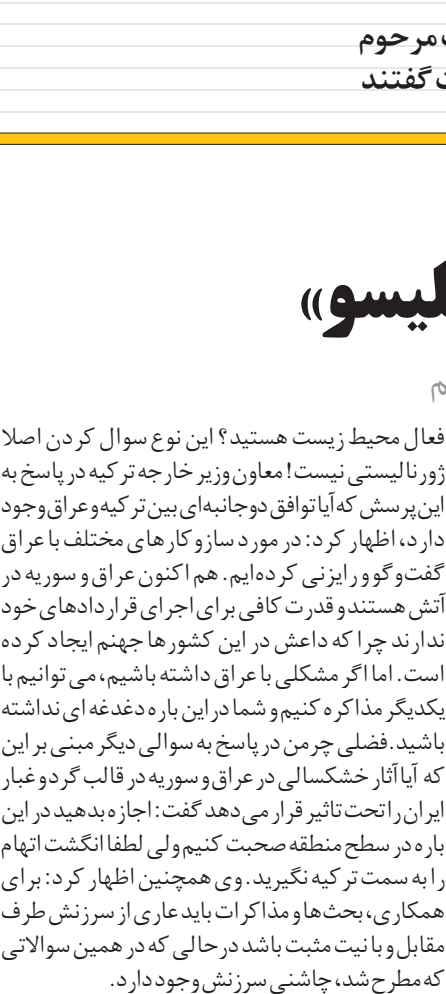 مرحوم
گفتند
لیسو»
فعال محیط زیست هستید؟ این نوع سوال کردن اصلا
ژورنالیستی نیست! معاون وزیر خارجه ترکیه در پاسخ به
این پرسش که آیا توافق دوجانبه‌ای بین ترکیه و عراق وجود
دارد، اظهار کرد: در مورد سازوکارهای مختلف با عراق
گفت‌وگو و رایزنی کرده‌ایم. هم اکنون عراق و سوریه در
آتش هستند و قدرت کافی برای اجرای قراردادهای خود
ندارند چرا که داعش در این کشورها جهنم ایجاد کرده
است. اما اگر مشکلی با عراق داشته باشیم، می توانیم با
یکدیگر مذاکره کنیم و شما در این باره دغدغه ای نداشته
باشید. فضلی چرمن در پاسخ به سوالی دیگر مبنی بر این
که آیا آثار خشکسالی در عراق و سوریه در قالب گرد و غبار
ایران را تحت تاثیر قرار می‌دهد گفت: اجازه بدهید در این
باره در سطح منطقه صحبت کنیم ولی لطفا انگشت اتهام
را به سمت ترکیه نگیرید. وی همچنین اظهار کرد: برای
همکاری، بحث‌ها و مذاکرات باید عاری از سرزنش طرف
مقابل و با نیت مثبت باشد در حالی که در همین سوالاتی
که مطرح شد، چاشنی سرزنش وجود دارد.